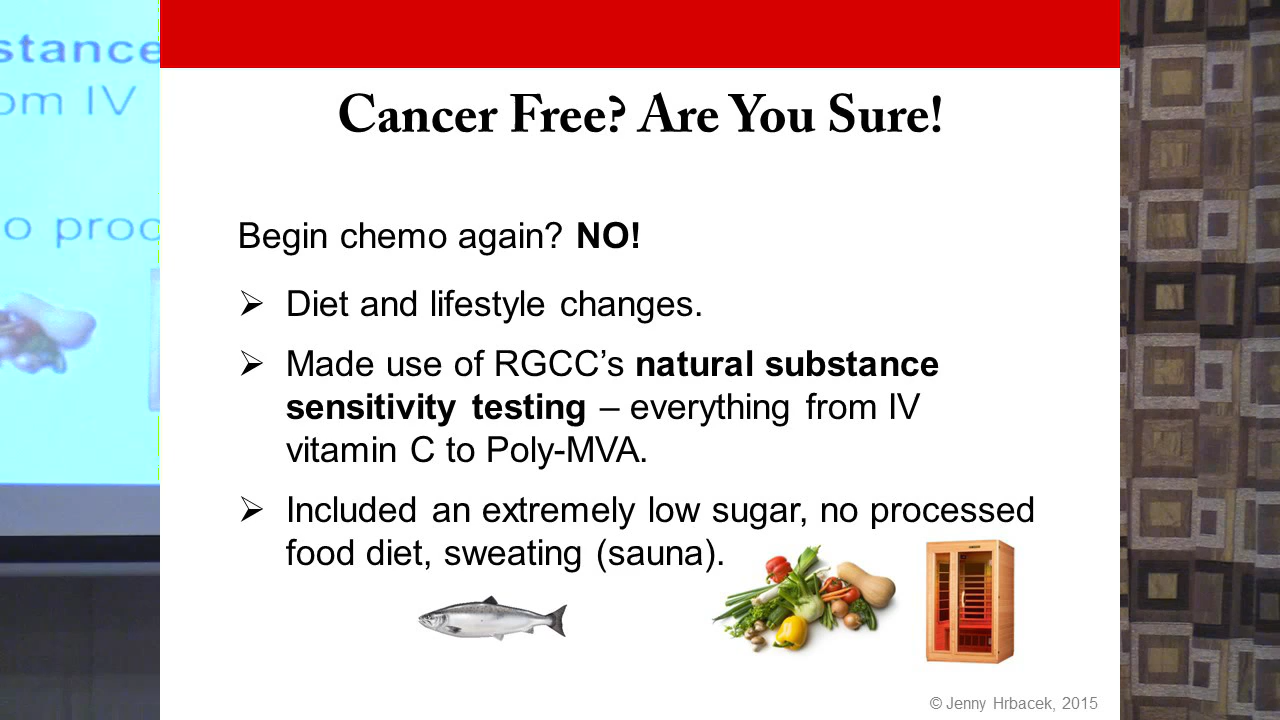 stance
om IV
o proc
Cancer Free? Are You Sure!
Begin chemo again? NO!
➢ Diet and lifestyle changes.
➢ Made use of RGCC’s natural substance
sensitivity testing – everything from IV
vitamin C to Poly-MVA.
➢ Included an extremely low sugar, no processed
food diet, sweating (sauna).
© Jenny Hrbacek, 2015